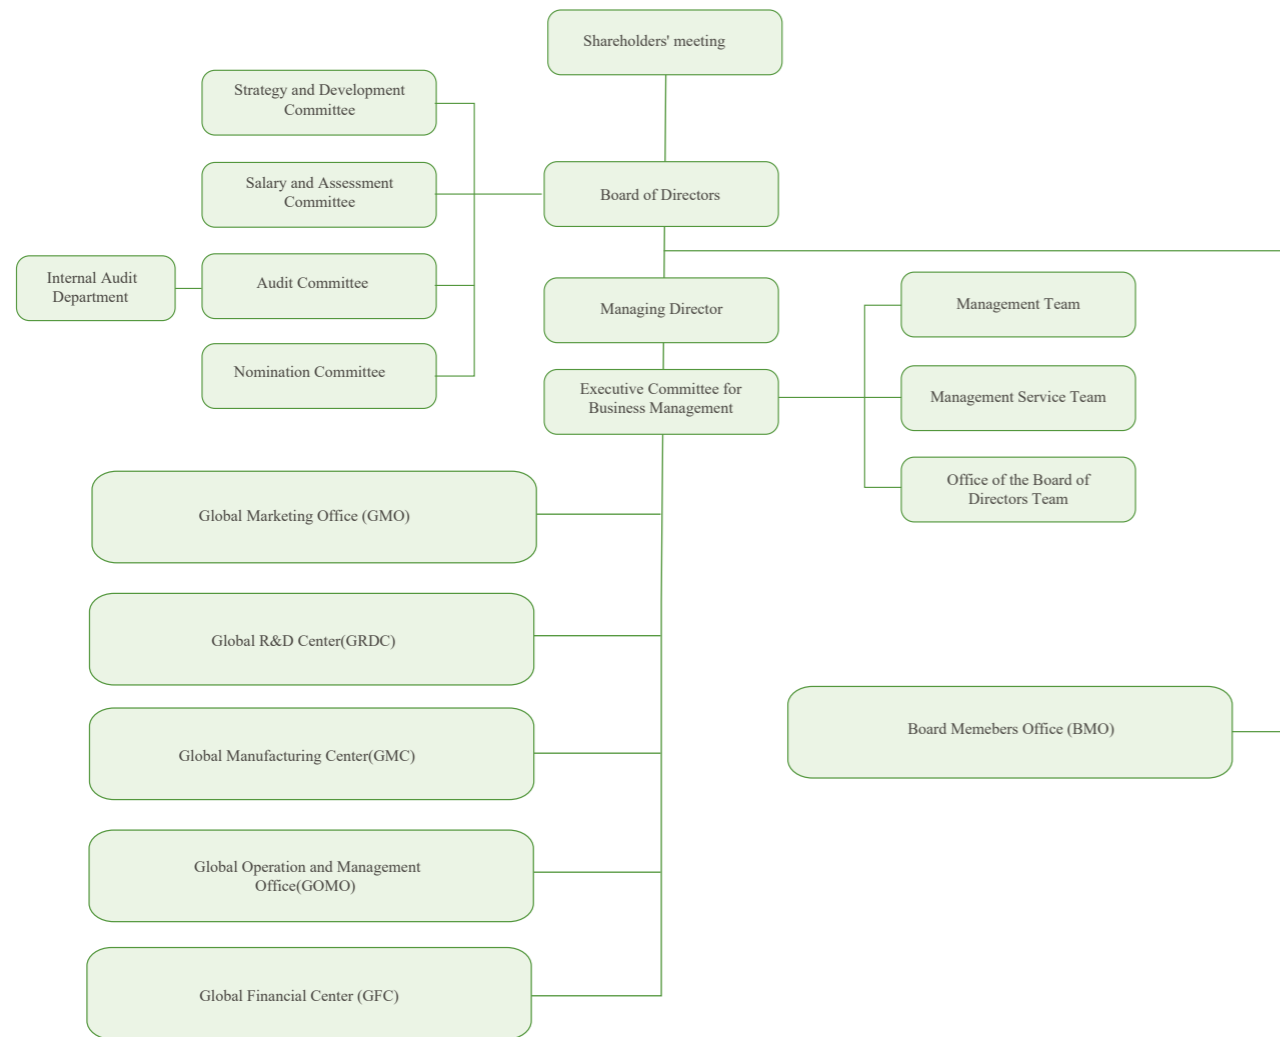 Shareholders' meeting
Strategy and Development
Committee
Salary and Assessment
Committee
Board of Directors
Internal Audit
Department
Audit Committee
Managing Director
Management Team
Nomination Committee
Executive Committee for
Business Management
Management Service Team
Office of the Board of
Directors Team
Global Marketing Office (GMO)
Global R&D Center(GRDC)
Global Manufacturing Center(GMC)
Board Memebers Office (BMO)
Global Operation and Management
Office(GOMO)
Global Financial Center (GFC)